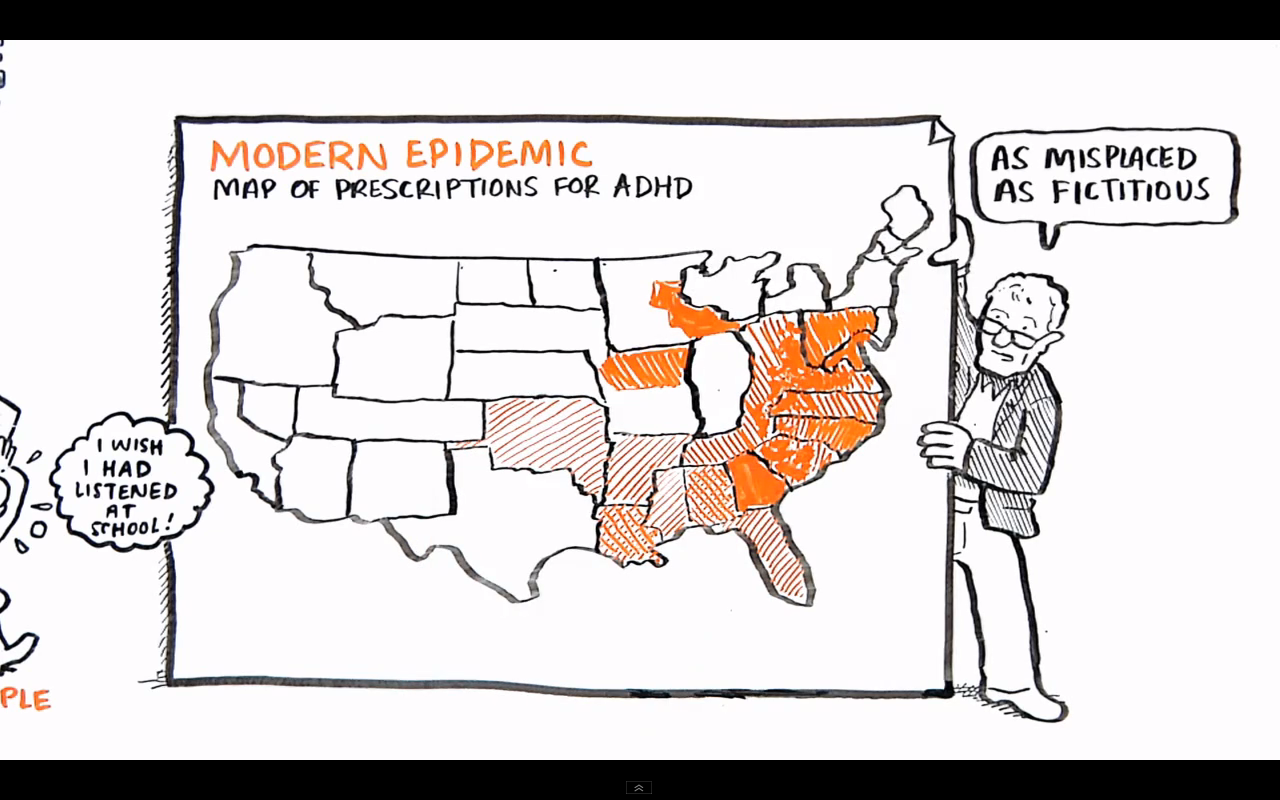 MODERN EPIDEMIC
MAP OF PRESCRIPTIONS FOR ADHD
AS MISPLACED
AS FICTITIOUS
I WISH
I HAD
LISTENED
AT
SCHOOL!
PLE